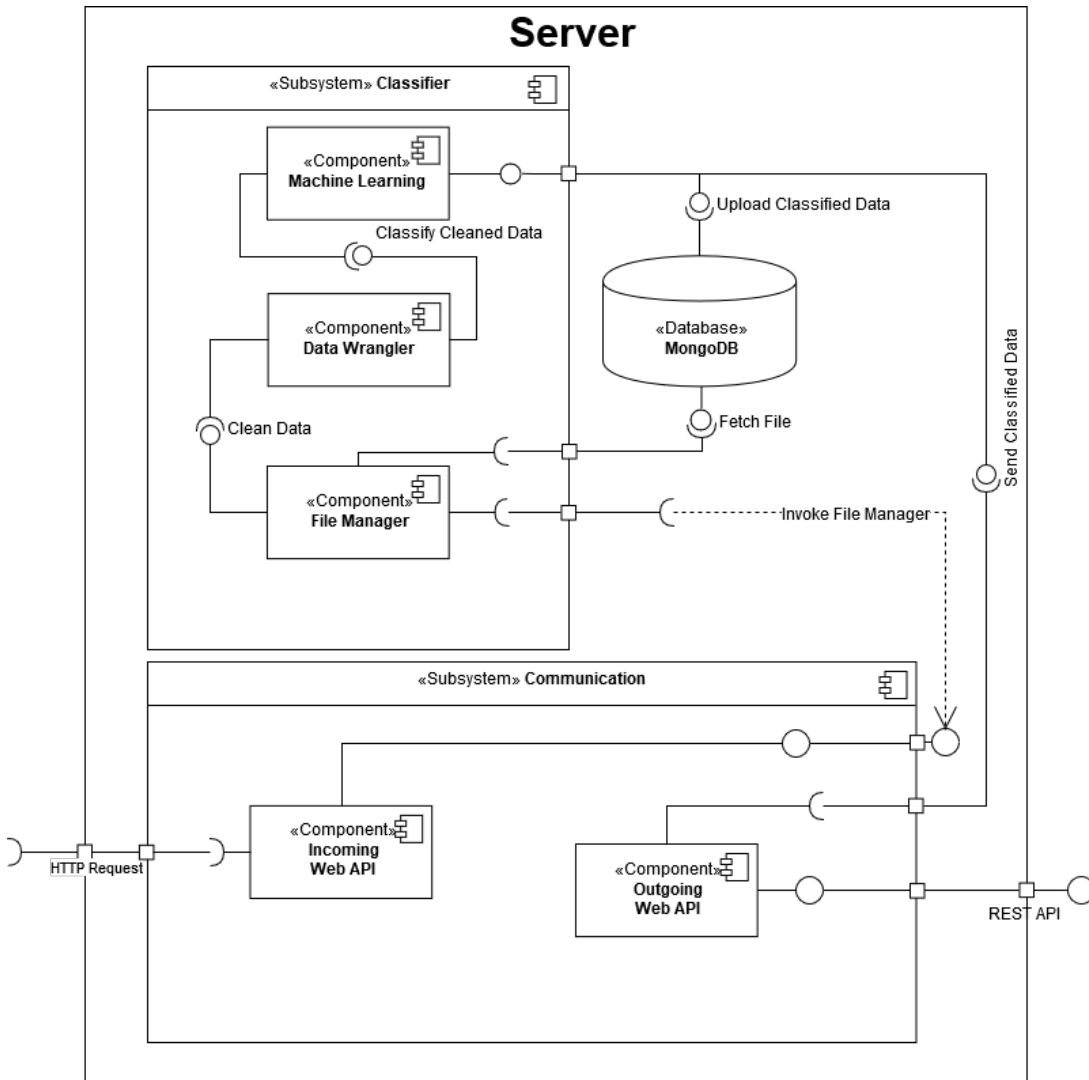 Server
«Subsystem» Classifier
«Component»
Machine Learning
Upload Classified Data
Classify Cleaned Data
«Component»
Data Wrangler
«Database»
MongoDB
Send Classified Data
Clean Data
Fetch File
«Component»
File Manager
Invoke File Manager
«Subsystem» Communication
«Component»
Incoming
Web API
HTTP Request
«Component»
Outgoing
Web API
REST API